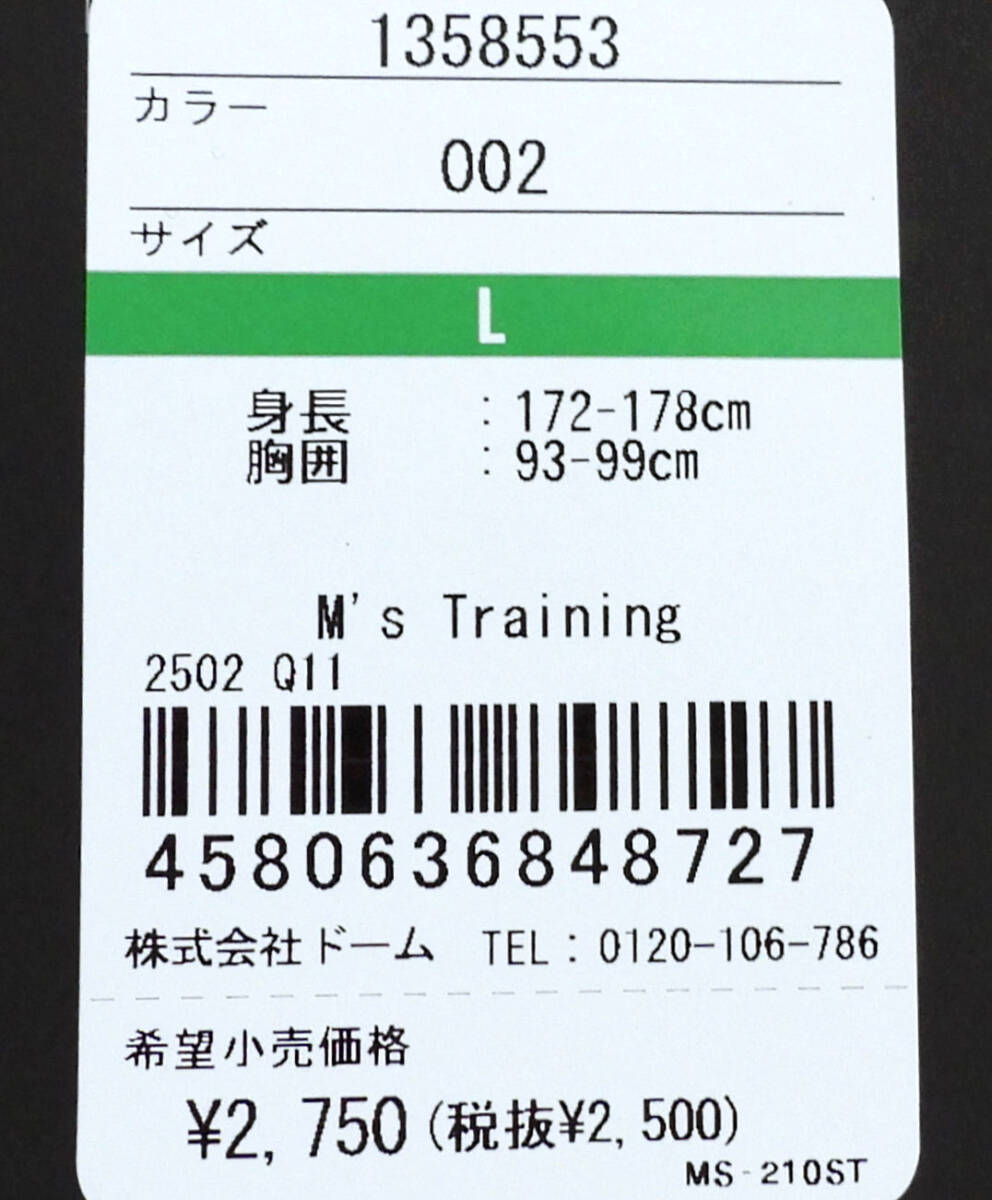 1358553
カラー
002
サイズ
L
身長 : 172-178cm
胸囲 : 93-99cm
M's Training
2502 Q11
4580636848727
株式会社ドーム TEL : 0120-106-786
希望小売価格
¥2, 750 (税抜¥2, 500)
MS-210ST